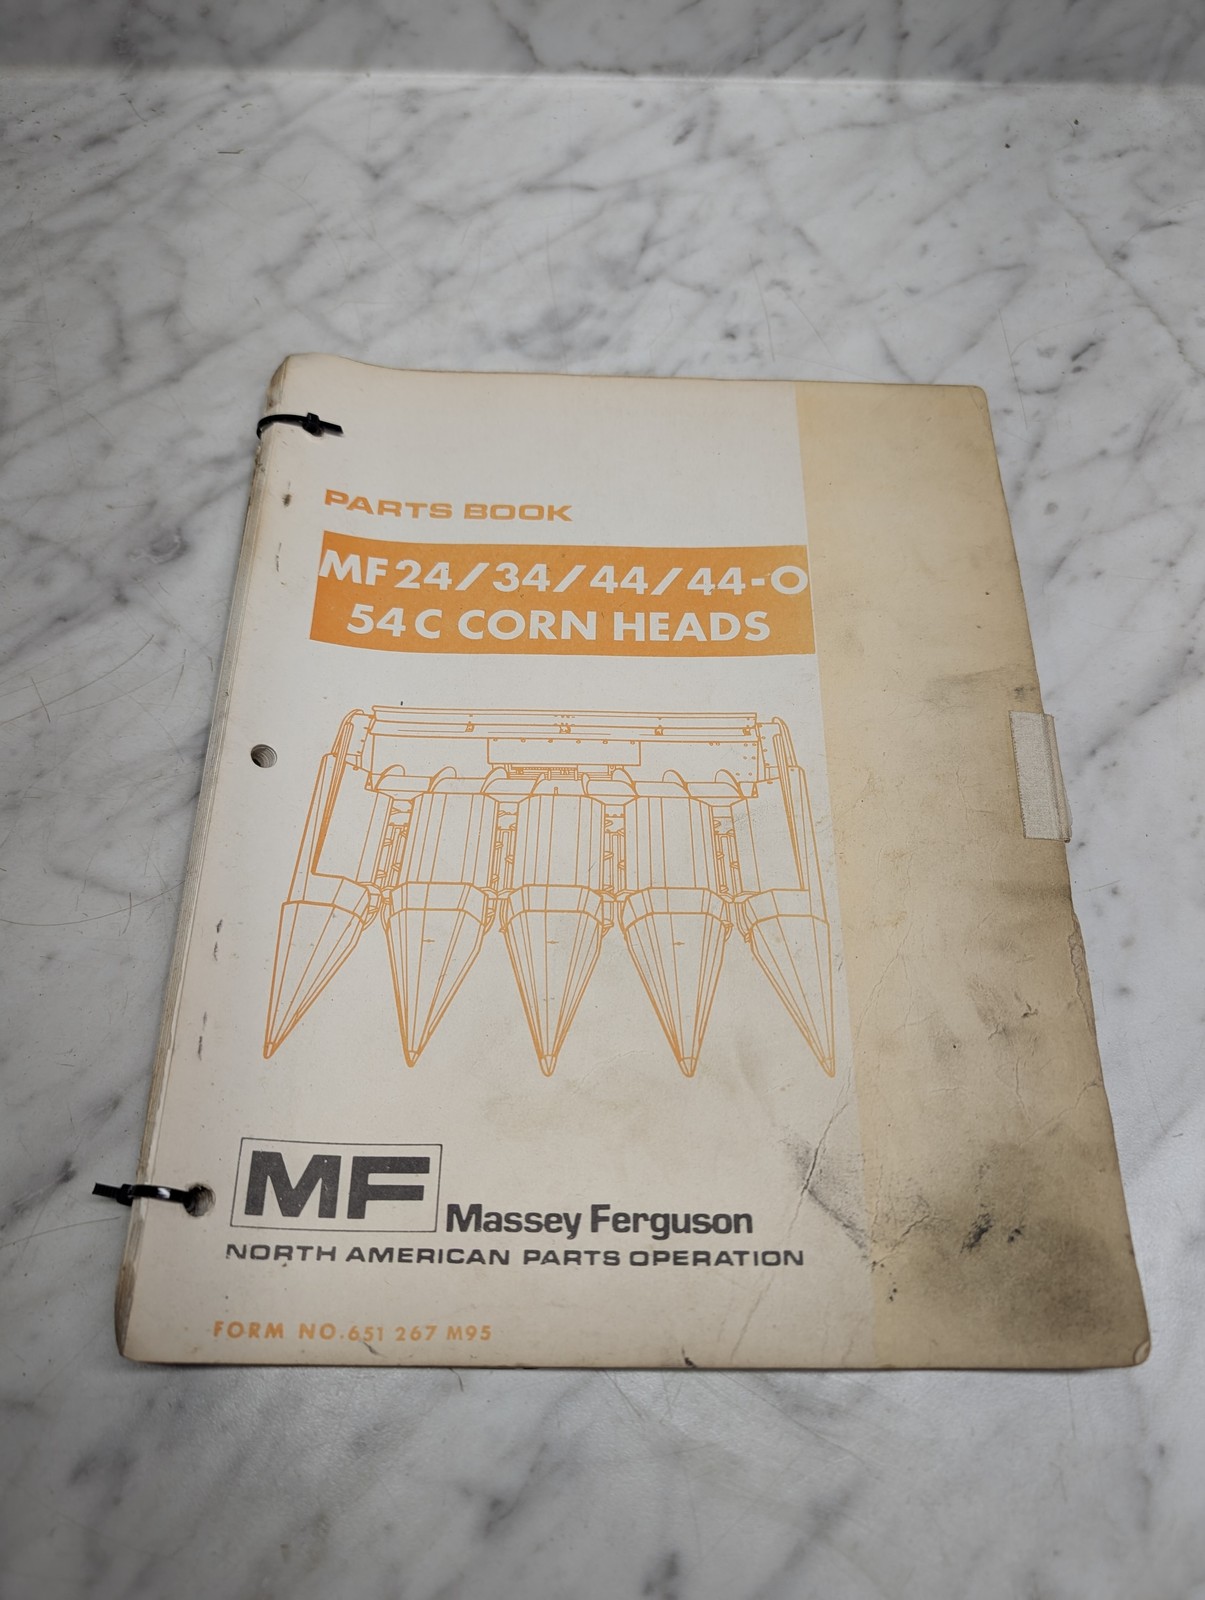 PARTS BOOK
MF 24/34/44/44-O
54 C CORN HEADS
MF Massey Ferguson
NORTH AMERICAN PARTS OPERATION
FORM NO. 651 267 M95